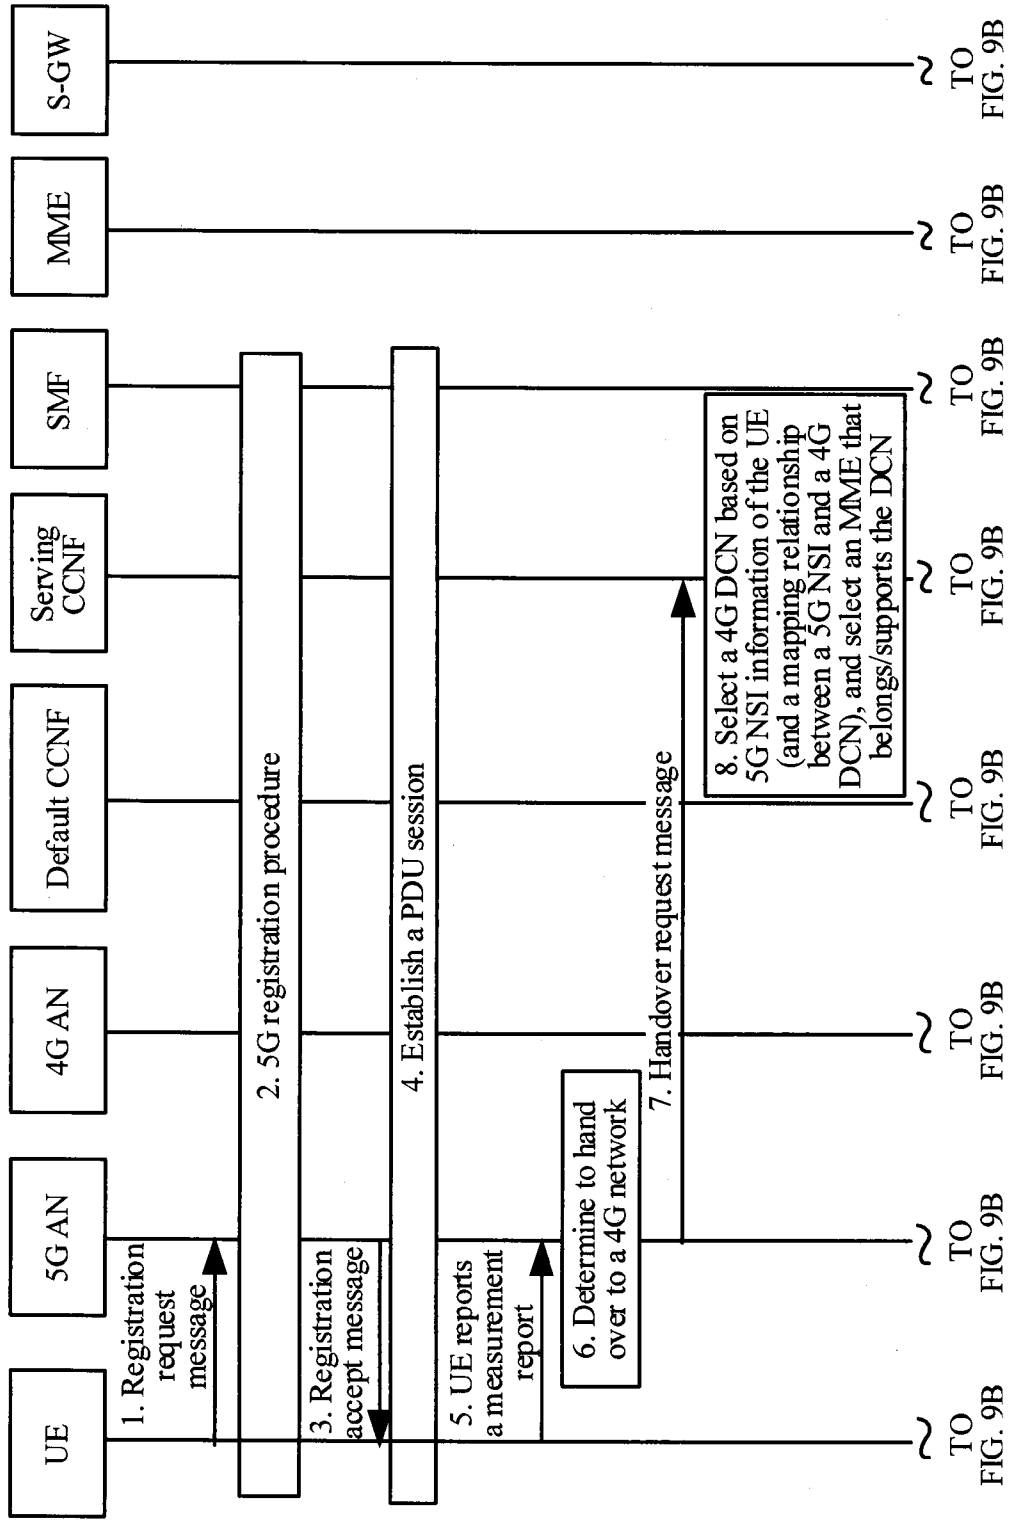 UE
5G AN
4G AN
Default CCNF
Serving
CCNF
SMF
MME
S-GW
1. Registration
request
message
2. 5G registration procedure
3. Registration
accept message
4. Establish a PDU session
5. UE reports
a measurement
report
6. Determine to hand
over to a 4G network
7. Handover request message
8. Select a 4G DCN based on
5G NSI information of the UE
(and a mapping relationship
between a 5G NSI and a 4G
DCN), and select an MME that
belongs/supports the DCN
TO
FIG. 9B
TO
FIG. 9B
TO
FIG. 9B
TO
FIG. 9B
TO
FIG. 9B
TO
FIG. 9B
TO
FIG. 9B
TO
FIG. 9B